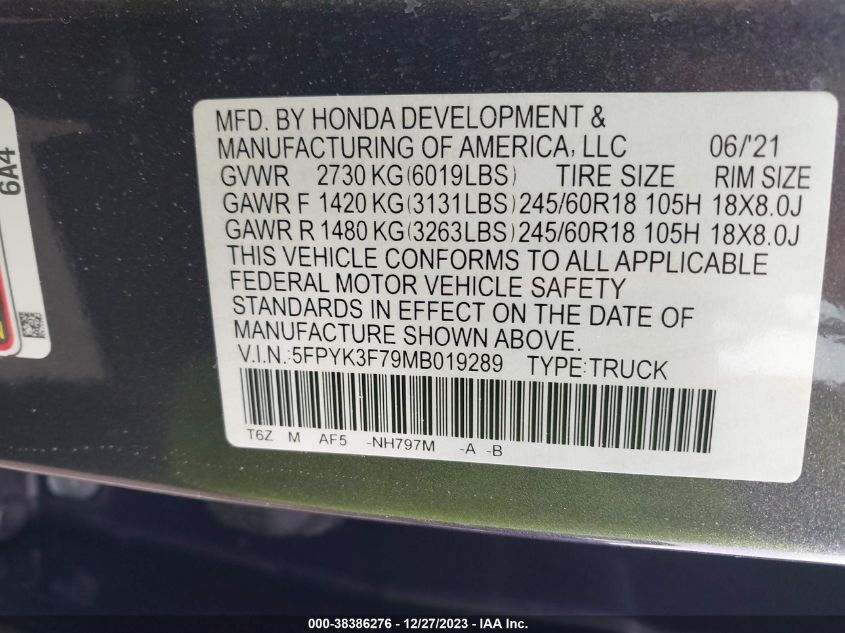 6A4
MFD. BY HONDA DEVELOPMENT &
MANUFACTURING OF AMERICA, LLC 06/'21
GVWR 2730 KG(6019LBS) TIRE SIZE RIM SIZE
GAWR F 1420 KG(3131LBS) 245/60R18 105H 18X8.0J
GAWR R 1480 KG(3263LBS) 245/60R18 105H 18X8.0J
THIS VEHICLE CONFORMS TO ALL APPLICABLE
FEDERAL MOTOR VEHICLE SAFETY
STANDARDS IN EFFECT ON THE DATE OF
MANUFACTURE SHOWN ABOVE.
V.I.N.:5FPYK3F79MB019289 TYPE:TRUCK
T6Z M AF5 -NH797M -A -B
000-38386276 - 12/27/2023 - IAA Inc.